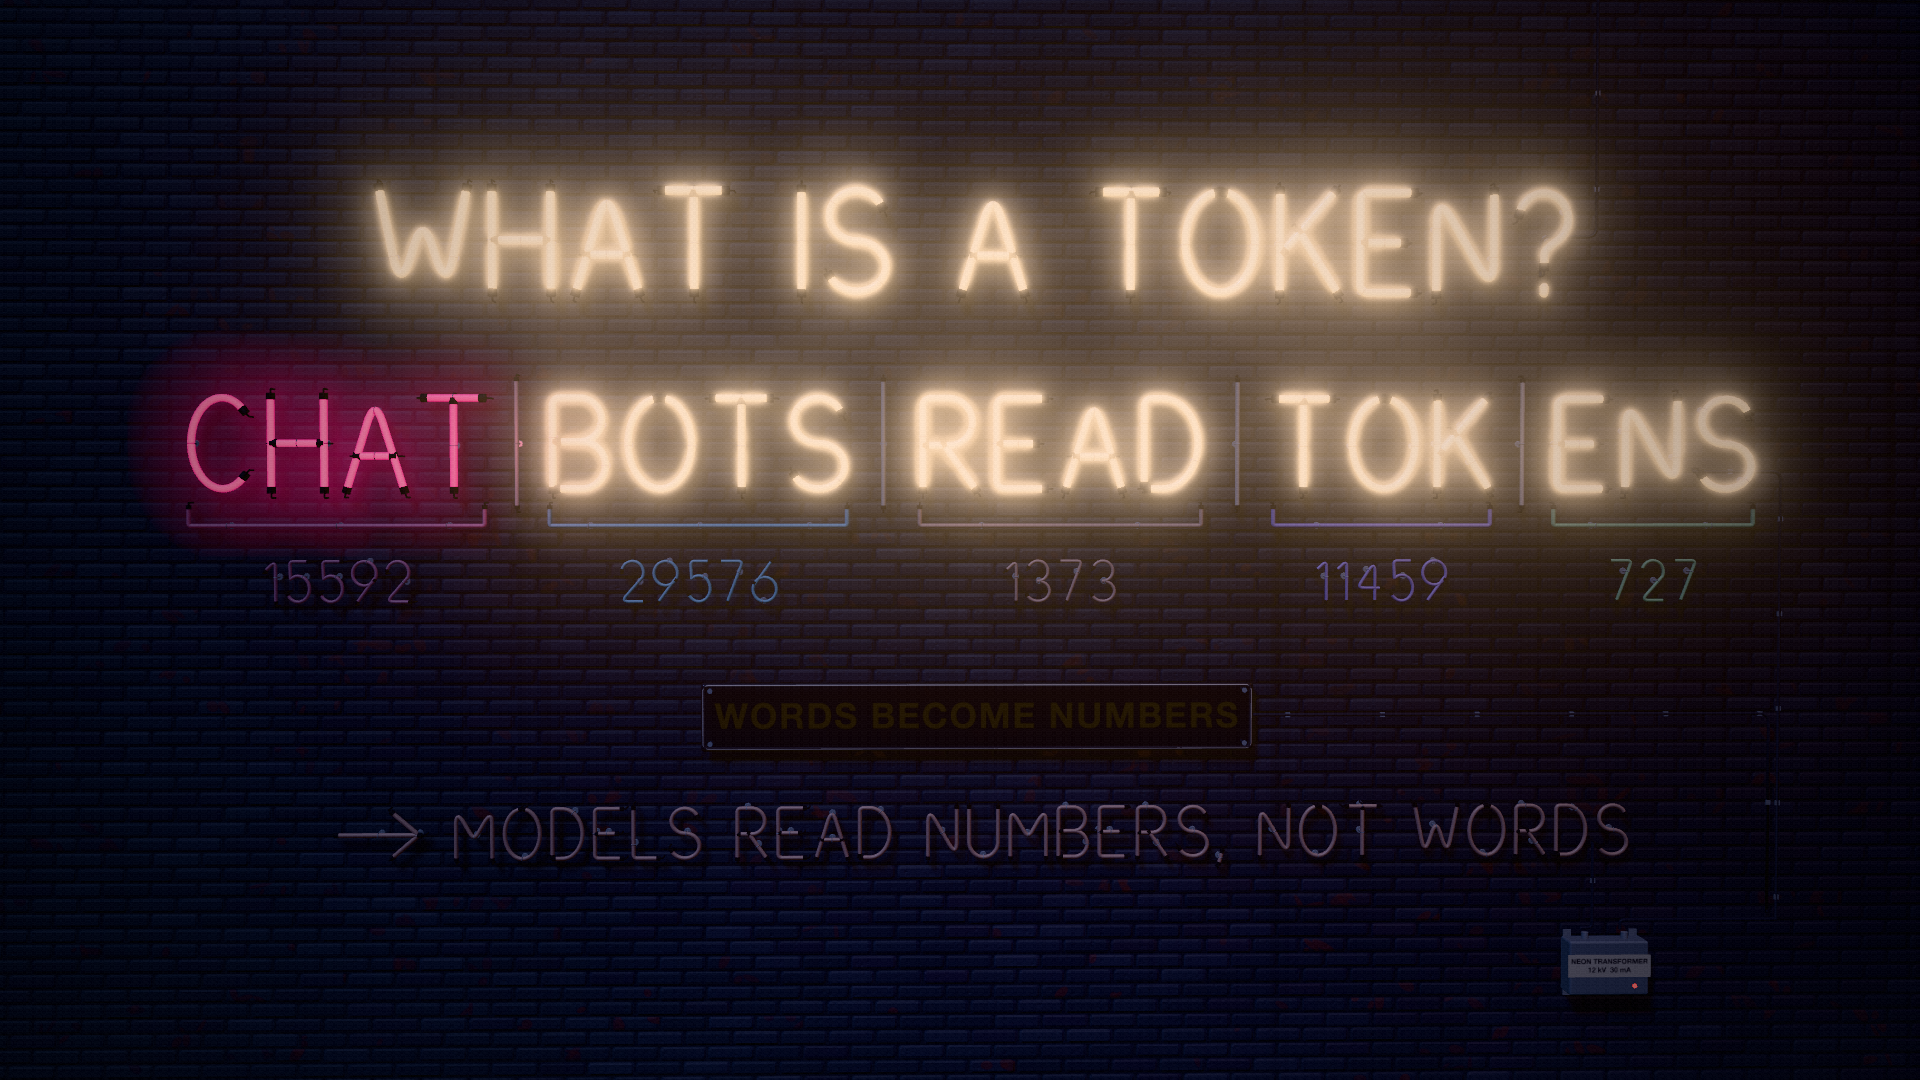 WHAT IS A TOKEN?
CHAT BOTS READ TOK ENS
15592 29576 1373 11459 727
WORDS BECOME NUMBERS
→ MODELS READ NUMBERS, NOT WORDS
NEON TRANSFORMER
12 kV 30 mA